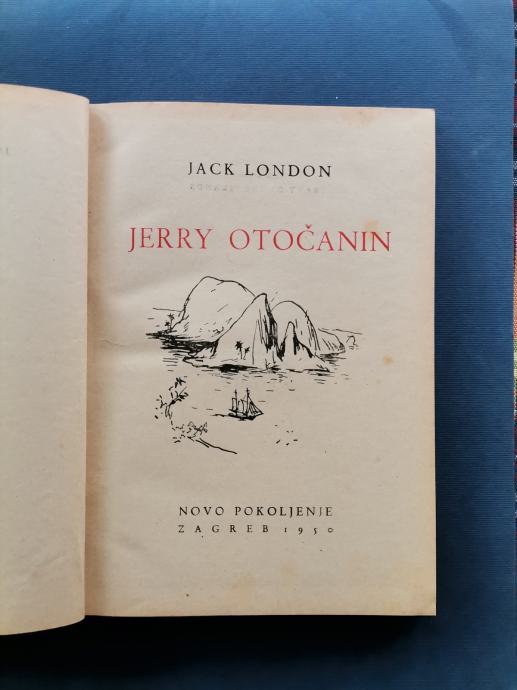 JACK LONDON
JERRY OTOČANIN
NOVO POKOLJENJE
ZAGREB 1950